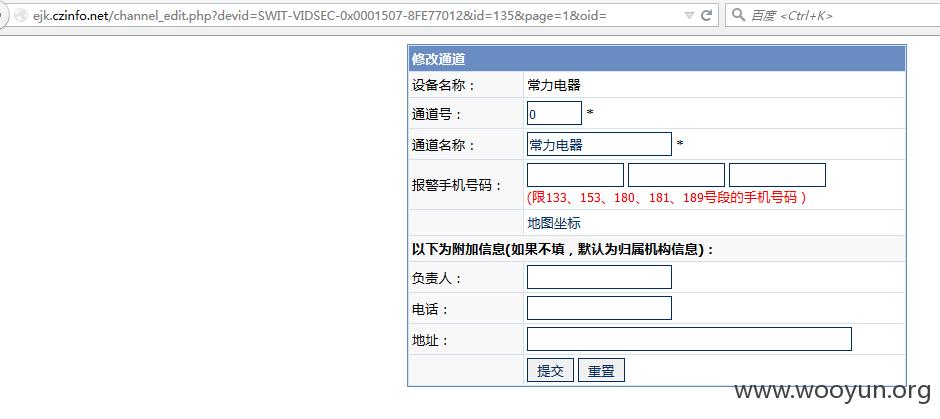 ejk.czinfo.net/channel_edit.php?devid=SWIT-VIDSEC-0x0001507-8FE77012&id=135&page=1&oid=
百度 <Ctrl+K>
修改通道
设备名称： 常力电器
通道号： 0 *
通道名称： 常力电器 *
报警手机号码：
(限133、153、180、181、189号段的手机号码 )
地图坐标
以下为附加信息(如果不填，默认为归属机构信息)：
负责人：
电话：
地址：
提交 重置
www.wooyun.org